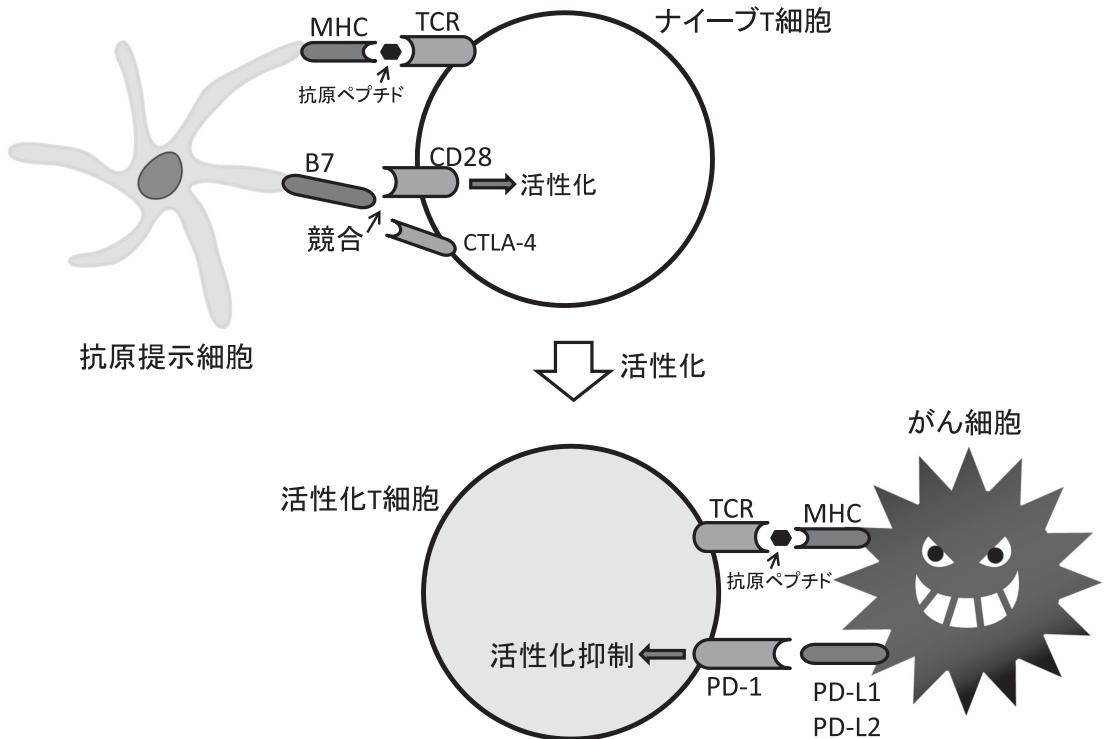 MHC
TCR
ナイーブT細胞
抗原ペプチド
B7
CD28
活性化
競合
CTLA-4
抗原提示細胞
活性化
がん細胞
活性化T細胞
TCR
MHC
抗原ペプチド
活性化抑制
PD-1
PD-L1
PD-L2